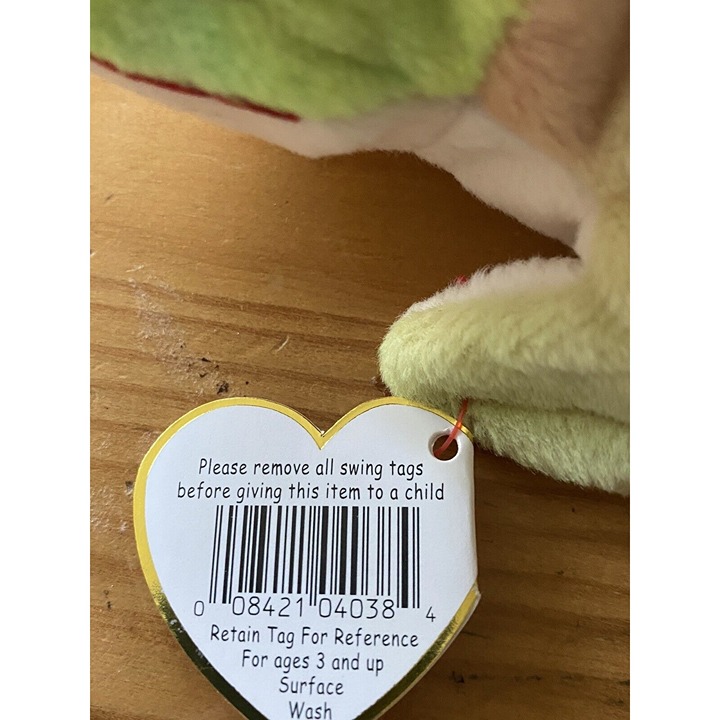 Please remove all swing tags
before giving this item to a child
0 08421 04038 4
Retain Tag For Reference
For ages 3 and up
Surface
Wash